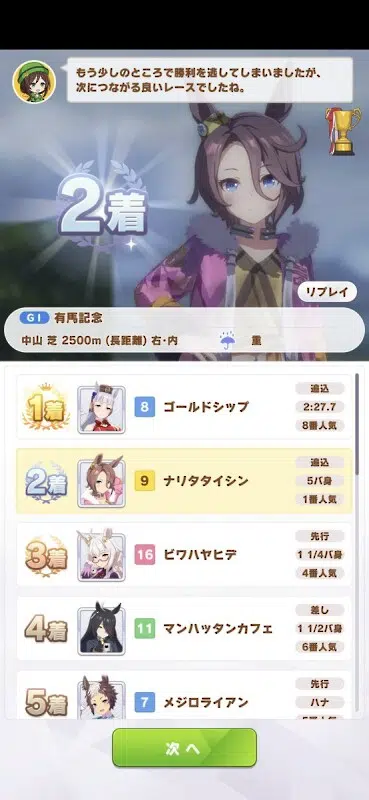 もう少しのところで勝利を逃してしまいましたが、
次につながる良いレースでしたね。
2着
リプレイ
GI 有馬記念
中山 芝 2500m (長距離) 右・内 重
1着 8 ゴールドシップ 追込 2:27.7 8番人気
2着 9 ナリタタイシン 追込 5バ身 1番人気
3着 16 ビワハヤヒデ 先行 1 1/4バ身 4番人気
4着 11 マンハッタンカフェ 差し 1 1/2バ身 6番人気
5着 7 メジロライアン 先行 ハナ
次へ